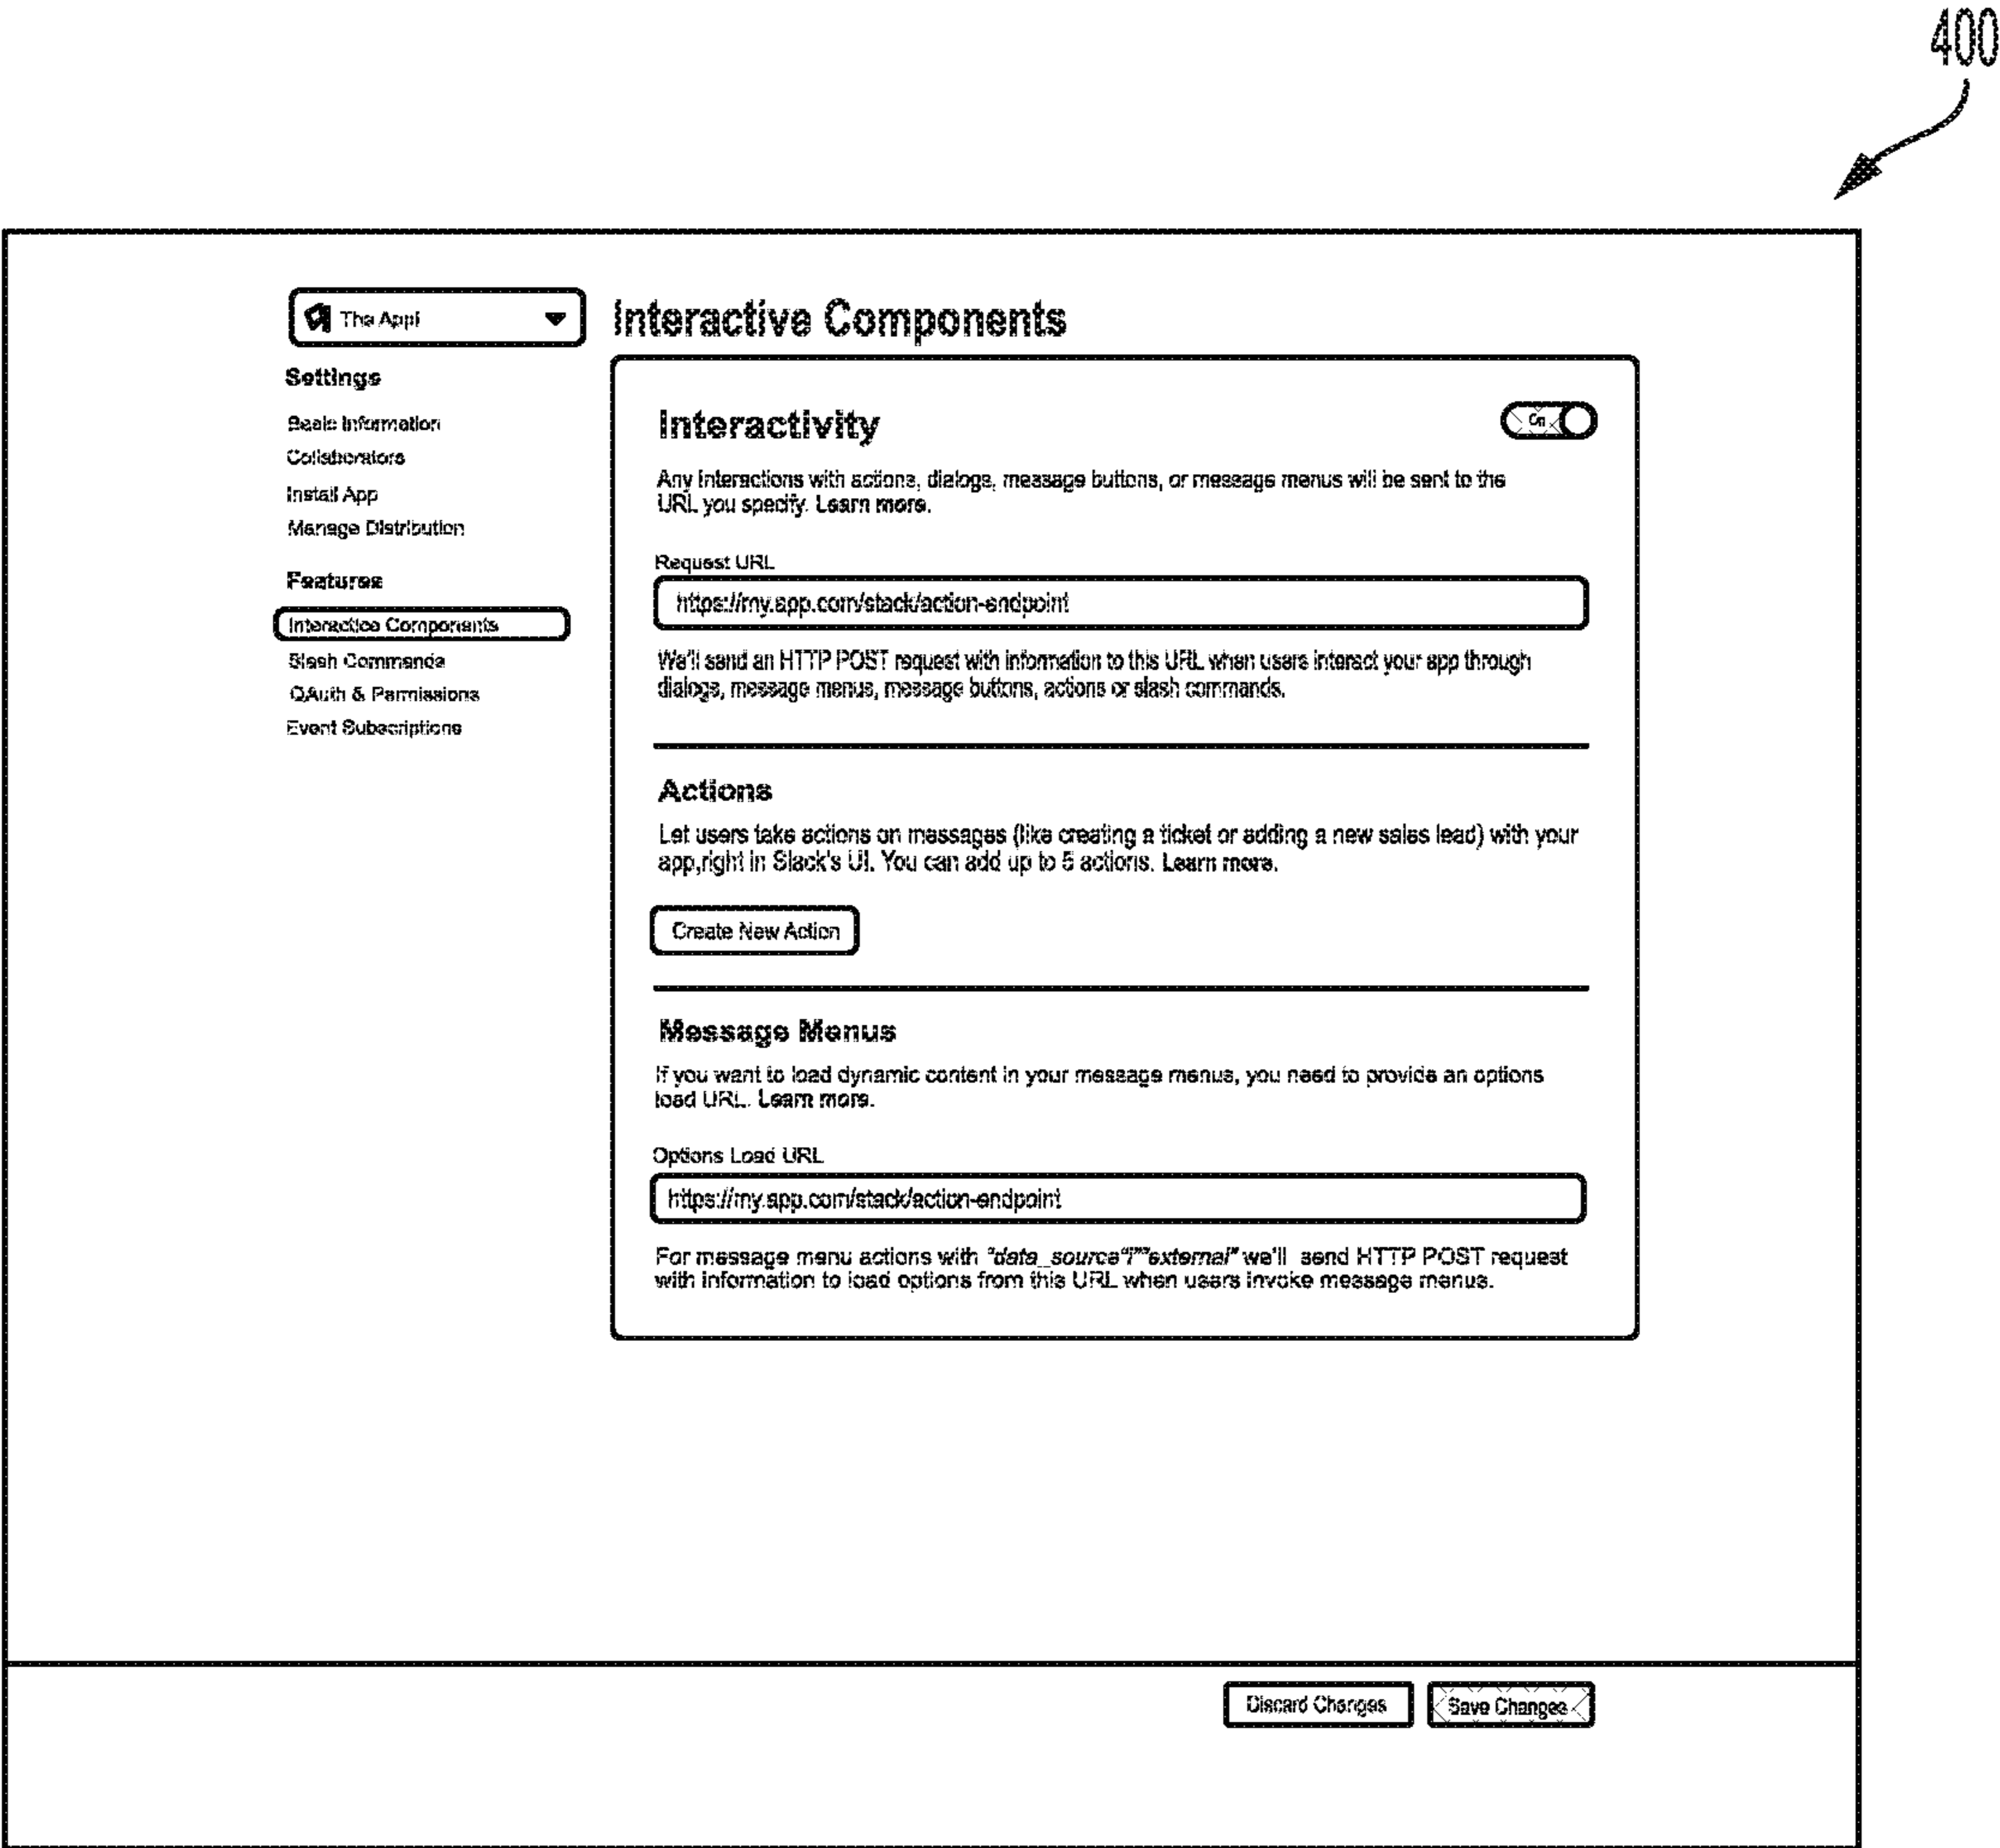 400
The App!
Interactive Components
Settings
Basic Information
Collaborators
Install App
Manage Distribution
Features
Interactice Components
Slash Commands
OAuth & Permissions
Event Subscriptions
Interactivity
On
Any interactions with actions, dialogs, message buttons, or message menus will be sent to the
URL you specify. Learn more.
Request URL
https://my.app.com/stack/action-endpoint
We'll send an HTTP POST request with information to this URL when users interact your app through
dialogs, message menus, message buttons, actions or slash commands.
Actions
Let users take actions on messages (like creating a ticket or adding a new sales lead) with your
app,right in Slack's UI. You can add up to 5 actions. Learn more.
Create New Action
Message Menus
If you want to load dynamic content in your message menus, you need to provide an options
load URL. Learn more.
Options Load URL
https://my.app.com/stack/action-endpoint
For message menu actions with "data_source"/"external" we'll send HTTP POST request
with information to load options from this URL when users invoke message menus.
Discard Changes
Save Changes